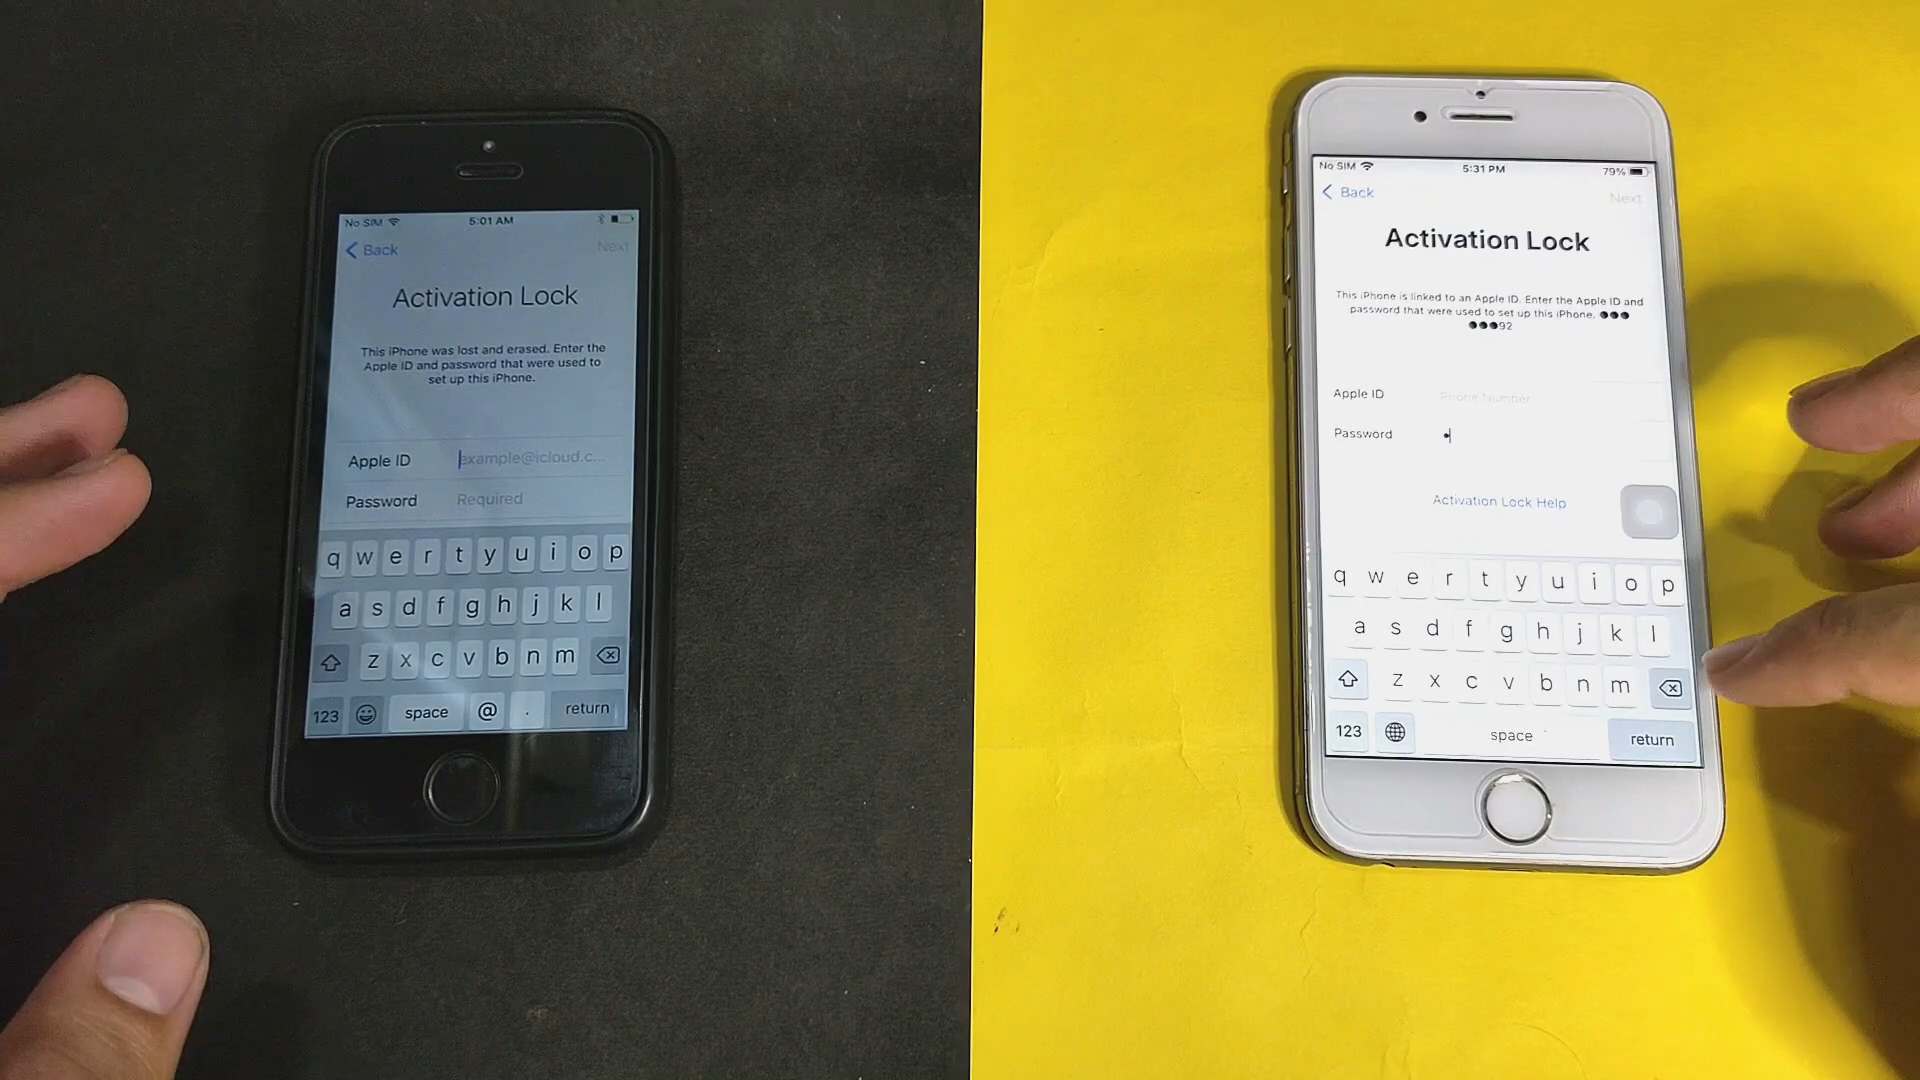 No SIM 5:01 AM
Back Next
Activation Lock
This iPhone was lost and erased. Enter the
Apple ID and password that were used to
set up this iPhone.
Apple ID example@icloud.c...
Password Required
q w e r t y u i o p
a s d f g h j k l
z x c v b n m
123 space @ . return
No SIM 5:31 PM 79%
Back Next
Activation Lock
This iPhone is linked to an Apple ID. Enter the Apple ID and
password that were used to set up this iPhone. ●●●
●●●92
Apple ID Phone Number
Password •
Activation Lock Help
q w e r t y u i o p
a s d f g h j k l
z x c v b n m
123 space return